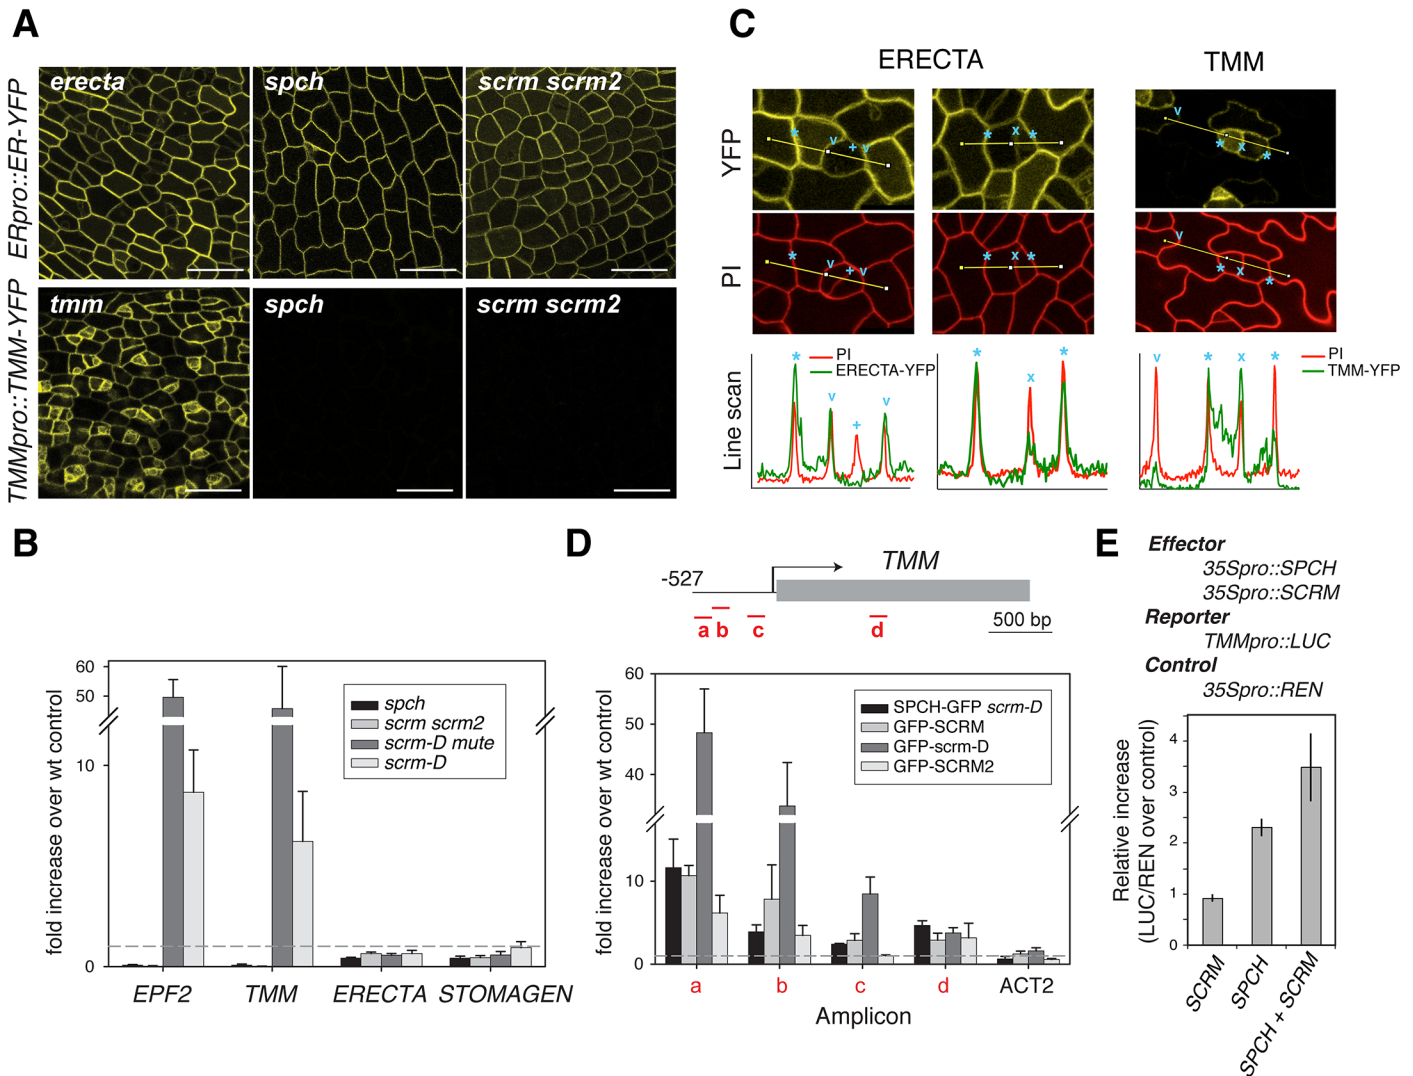 A
ERpro::ER-YFP
erecta
spch
scrm scrm2
TMMpro::TMM-YFP
tmm
spch
scrm scrm2
C
ERECTA
TMM
YFP
* v + v
* x *
v * x *
PI
* v + v
* x *
v * x *
Line scan
* v + v
PI
ERECTA-YFP
* x *
v * x *
PI
TMM-YFP
B
fold increase over wt control
60
50
10
0
spch
scrm scrm2
scrm-D mute
scrm-D
EPF2 TMM ERECTA STOMAGEN
D
-527
TMM
a b c d
500 bp
fold increase over wt control
60
50
40
10
0
SPCH-GFP scrm-D
GFP-SCRM
GFP-scrm-D
GFP-SCRM2
a b c d ACT2
Amplicon
E
Effector
35Spro::SPCH
35Spro::SCRM
Reporter
TMMpro::LUC
Control
35Spro::REN
Relative increase
(LUC/REN over control)
4
3
2
1
0
SCRM
SPCH
SPCH + SCRM